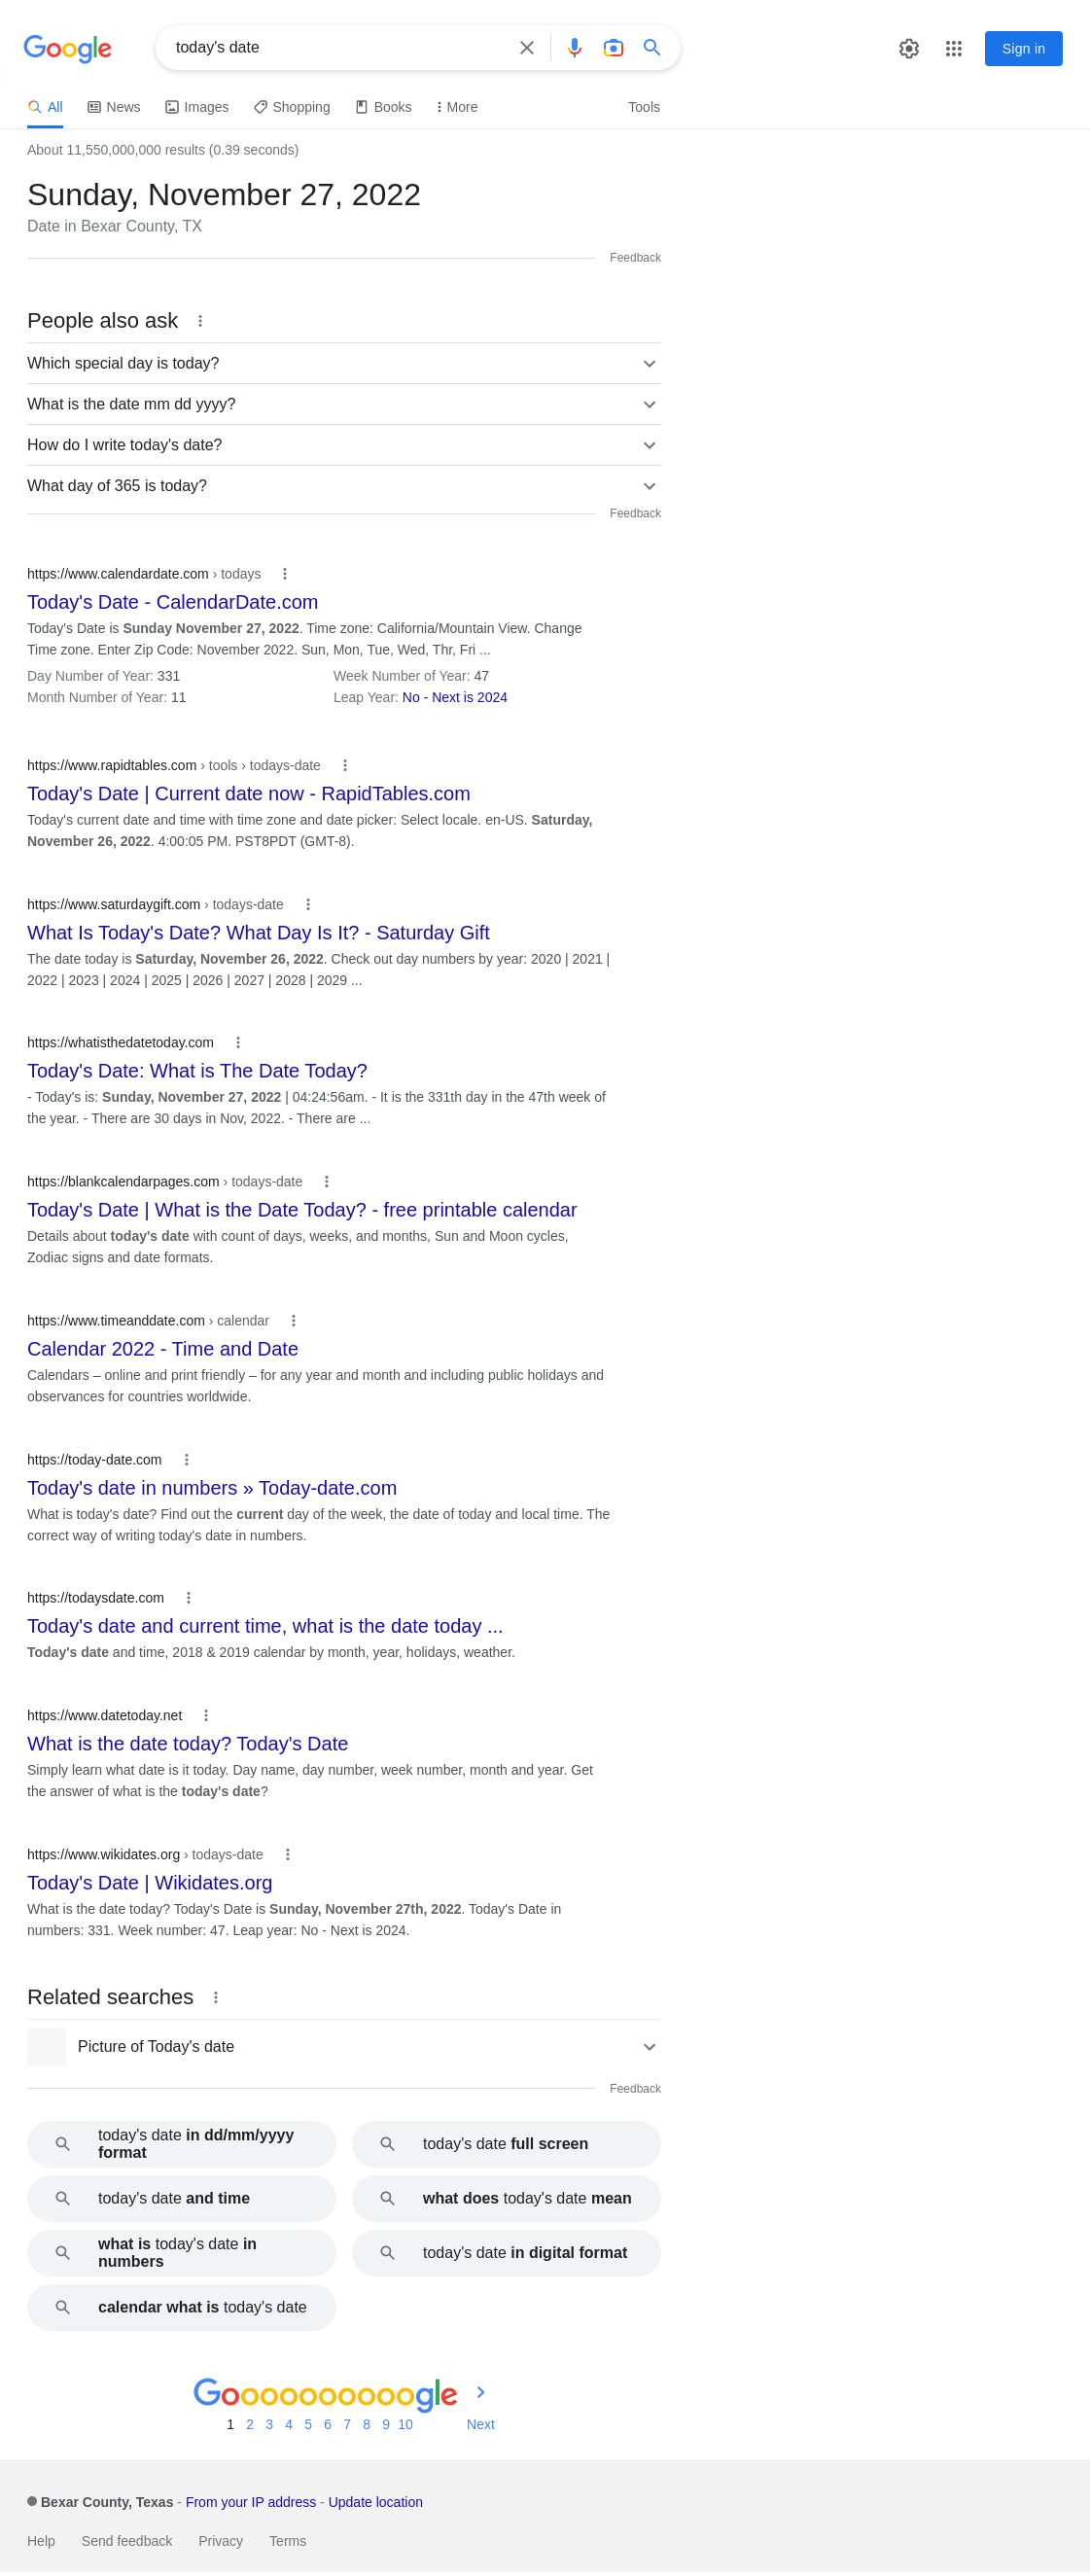 Google
today's date
Sign in
All
News
Images
Shopping
Books
More
Tools
About 11,550,000,000 results (0.39 seconds)
Sunday, November 27, 2022
Date in Bexar County, TX
Feedback
People also ask
Which special day is today?
What is the date mm dd yyyy?
How do I write today's date?
What day of 365 is today?
Feedback
https://www.calendardate.com › todays
Today's Date - CalendarDate.com
Today's Date is Sunday November 27, 2022. Time zone: California/Mountain View. Change
Time zone. Enter Zip Code: November 2022. Sun, Mon, Tue, Wed, Thr, Fri ...
Day Number of Year: 331
Week Number of Year: 47
Month Number of Year: 11
Leap Year: No - Next is 2024
https://www.rapidtables.com › tools › todays-date
Today's Date | Current date now - RapidTables.com
Today's current date and time with time zone and date picker: Select locale. en-US. Saturday,
November 26, 2022. 4:00:05 PM. PST8PDT (GMT-8).
https://www.saturdaygift.com › todays-date
What Is Today's Date? What Day Is It? - Saturday Gift
The date today is Saturday, November 26, 2022. Check out day numbers by year: 2020 | 2021 |
2022 | 2023 | 2024 | 2025 | 2026 | 2027 | 2028 | 2029 ...
https://whatisthedatetoday.com
Today's Date: What is The Date Today?
- Today's is: Sunday, November 27, 2022 | 04:24:56am. - It is the 331th day in the 47th week of
the year. - There are 30 days in Nov, 2022. - There are ...
https://blankcalendarpages.com › todays-date
Today's Date | What is the Date Today? - free printable calendar
Details about today's date with count of days, weeks, and months, Sun and Moon cycles,
Zodiac signs and date formats.
https://www.timeanddate.com › calendar
Calendar 2022 - Time and Date
Calendars – online and print friendly – for any year and month and including public holidays and
observances for countries worldwide.
https://today-date.com
Today's date in numbers » Today-date.com
What is today's date? Find out the current day of the week, the date of today and local time. The
correct way of writing today's date in numbers.
https://todaysdate.com
Today's date and current time, what is the date today ...
Today's date and time, 2018 & 2019 calendar by month, year, holidays, weather.
https://www.datetoday.net
What is the date today? Today's Date
Simply learn what date is it today. Day name, day number, week number, month and year. Get
the answer of what is the today's date?
https://www.wikidates.org › todays-date
Today's Date | Wikidates.org
What is the date today? Today's Date is Sunday, November 27th, 2022. Today's Date in
numbers: 331. Week number: 47. Leap year: No - Next is 2024.
Related searches
Picture of Today's date
Feedback
today's date in dd/mm/yyyy
format
today's date full screen
today's date and time
what does today's date mean
what is today's date in
numbers
today's date in digital format
calendar what is today's date
Goooooooooogle
1 2 3 4 5 6 7 8 9 10 Next
Bexar County, Texas - From your IP address - Update location
Help
Send feedback
Privacy
Terms